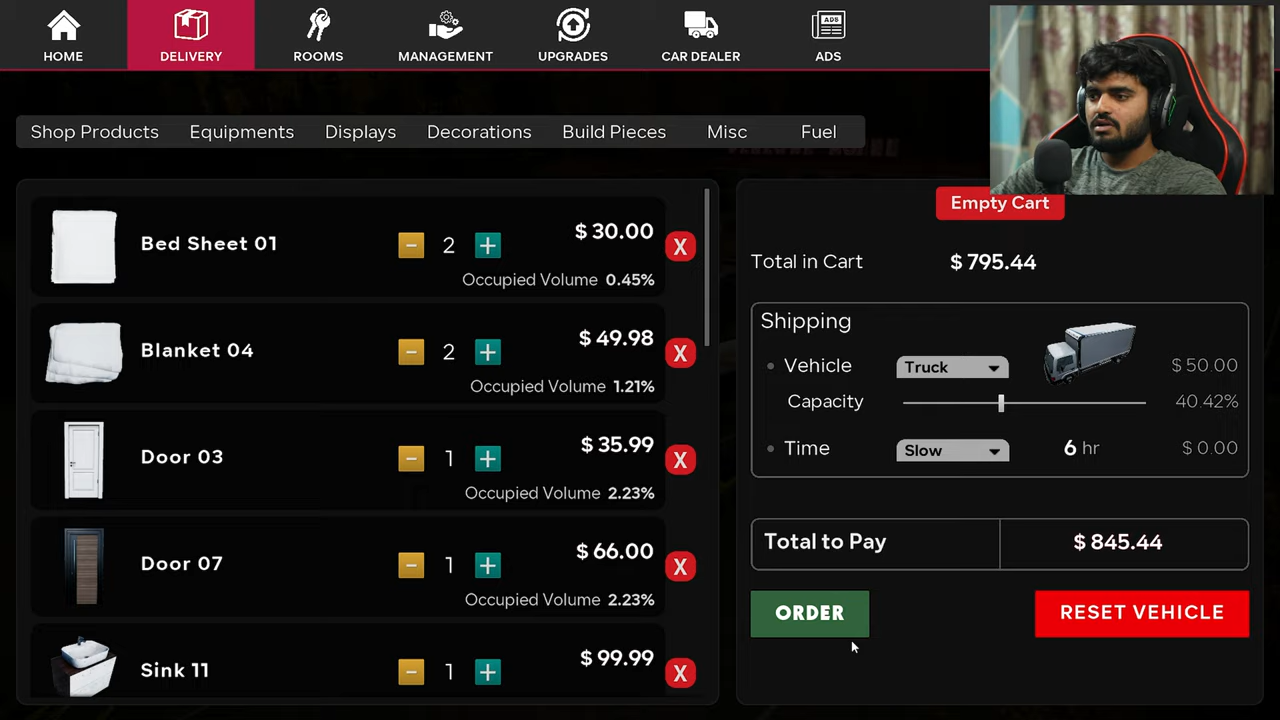 HOME
DELIVERY
ROOMS
MANAGEMENT
UPGRADES
CAR DEALER
ADS
ADS
Shop Products
Equipments
Displays
Decorations
Build Pieces
Misc
Fuel
Bed Sheet 01
- 2 +
$ 30.00
X
Occupied Volume 0.45%
Blanket 04
- 2 +
$ 49.98
X
Occupied Volume 1.21%
Door 03
- 1 +
$ 35.99
X
Occupied Volume 2.23%
Door 07
- 1 +
$ 66.00
X
Occupied Volume 2.23%
Sink 11
- 1 +
$ 99.99
X
Empty Cart
Total in Cart $ 795.44
Shipping
• Vehicle Truck $ 50.00
Capacity 40.42%
• Time Slow 6 hr $ 0.00
Total to Pay $ 845.44
ORDER
RESET VEHICLE